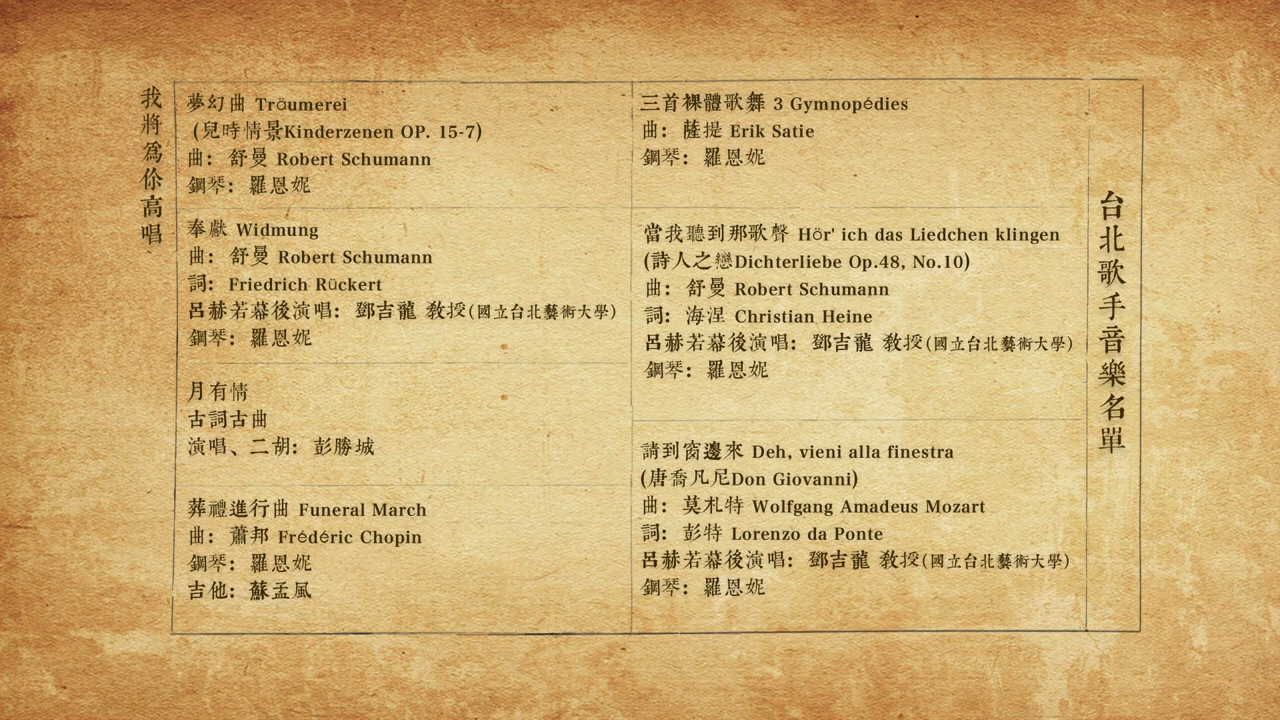 台北歌手音樂名單
三首裸體歌舞 3 Gymnopédies
曲: 薩提 Erik Satie
鋼琴: 羅恩妮
當我聽到那歌聲 Hör' ich das Liedchen klingen
(詩人之戀Dichterliebe Op.48, No.10)
曲: 舒曼 Robert Schumann
詞: 海涅 Christian Heine
呂赫若幕後演唱: 鄧吉龍 教授(國立台北藝術大學)
鋼琴: 羅恩妮
請到窗邊來 Deh, vieni alla finestra
(唐喬凡尼Don Giovanni)
曲: 莫札特 Wolfgang Amadeus Mozart
詞: 彭特 Lorenzo da Ponte
呂赫若幕後演唱: 鄧吉龍 教授(國立台北藝術大學)
鋼琴: 羅恩妮
夢幻曲 Träumerei
(兒時情景Kinderzenen OP. 15-7)
曲: 舒曼 Robert Schumann
鋼琴: 羅恩妮
奉獻 Widmung
曲: 舒曼 Robert Schumann
詞: Friedrich Rückert
呂赫若幕後演唱: 鄧吉龍 教授(國立台北藝術大學)
鋼琴: 羅恩妮
月有情
古詞古曲
演唱、二胡: 彭勝城
葬禮進行曲 Funeral March
曲: 蕭邦 Frédéric Chopin
鋼琴: 羅恩妮
吉他: 蘇孟風
我將為你高唱